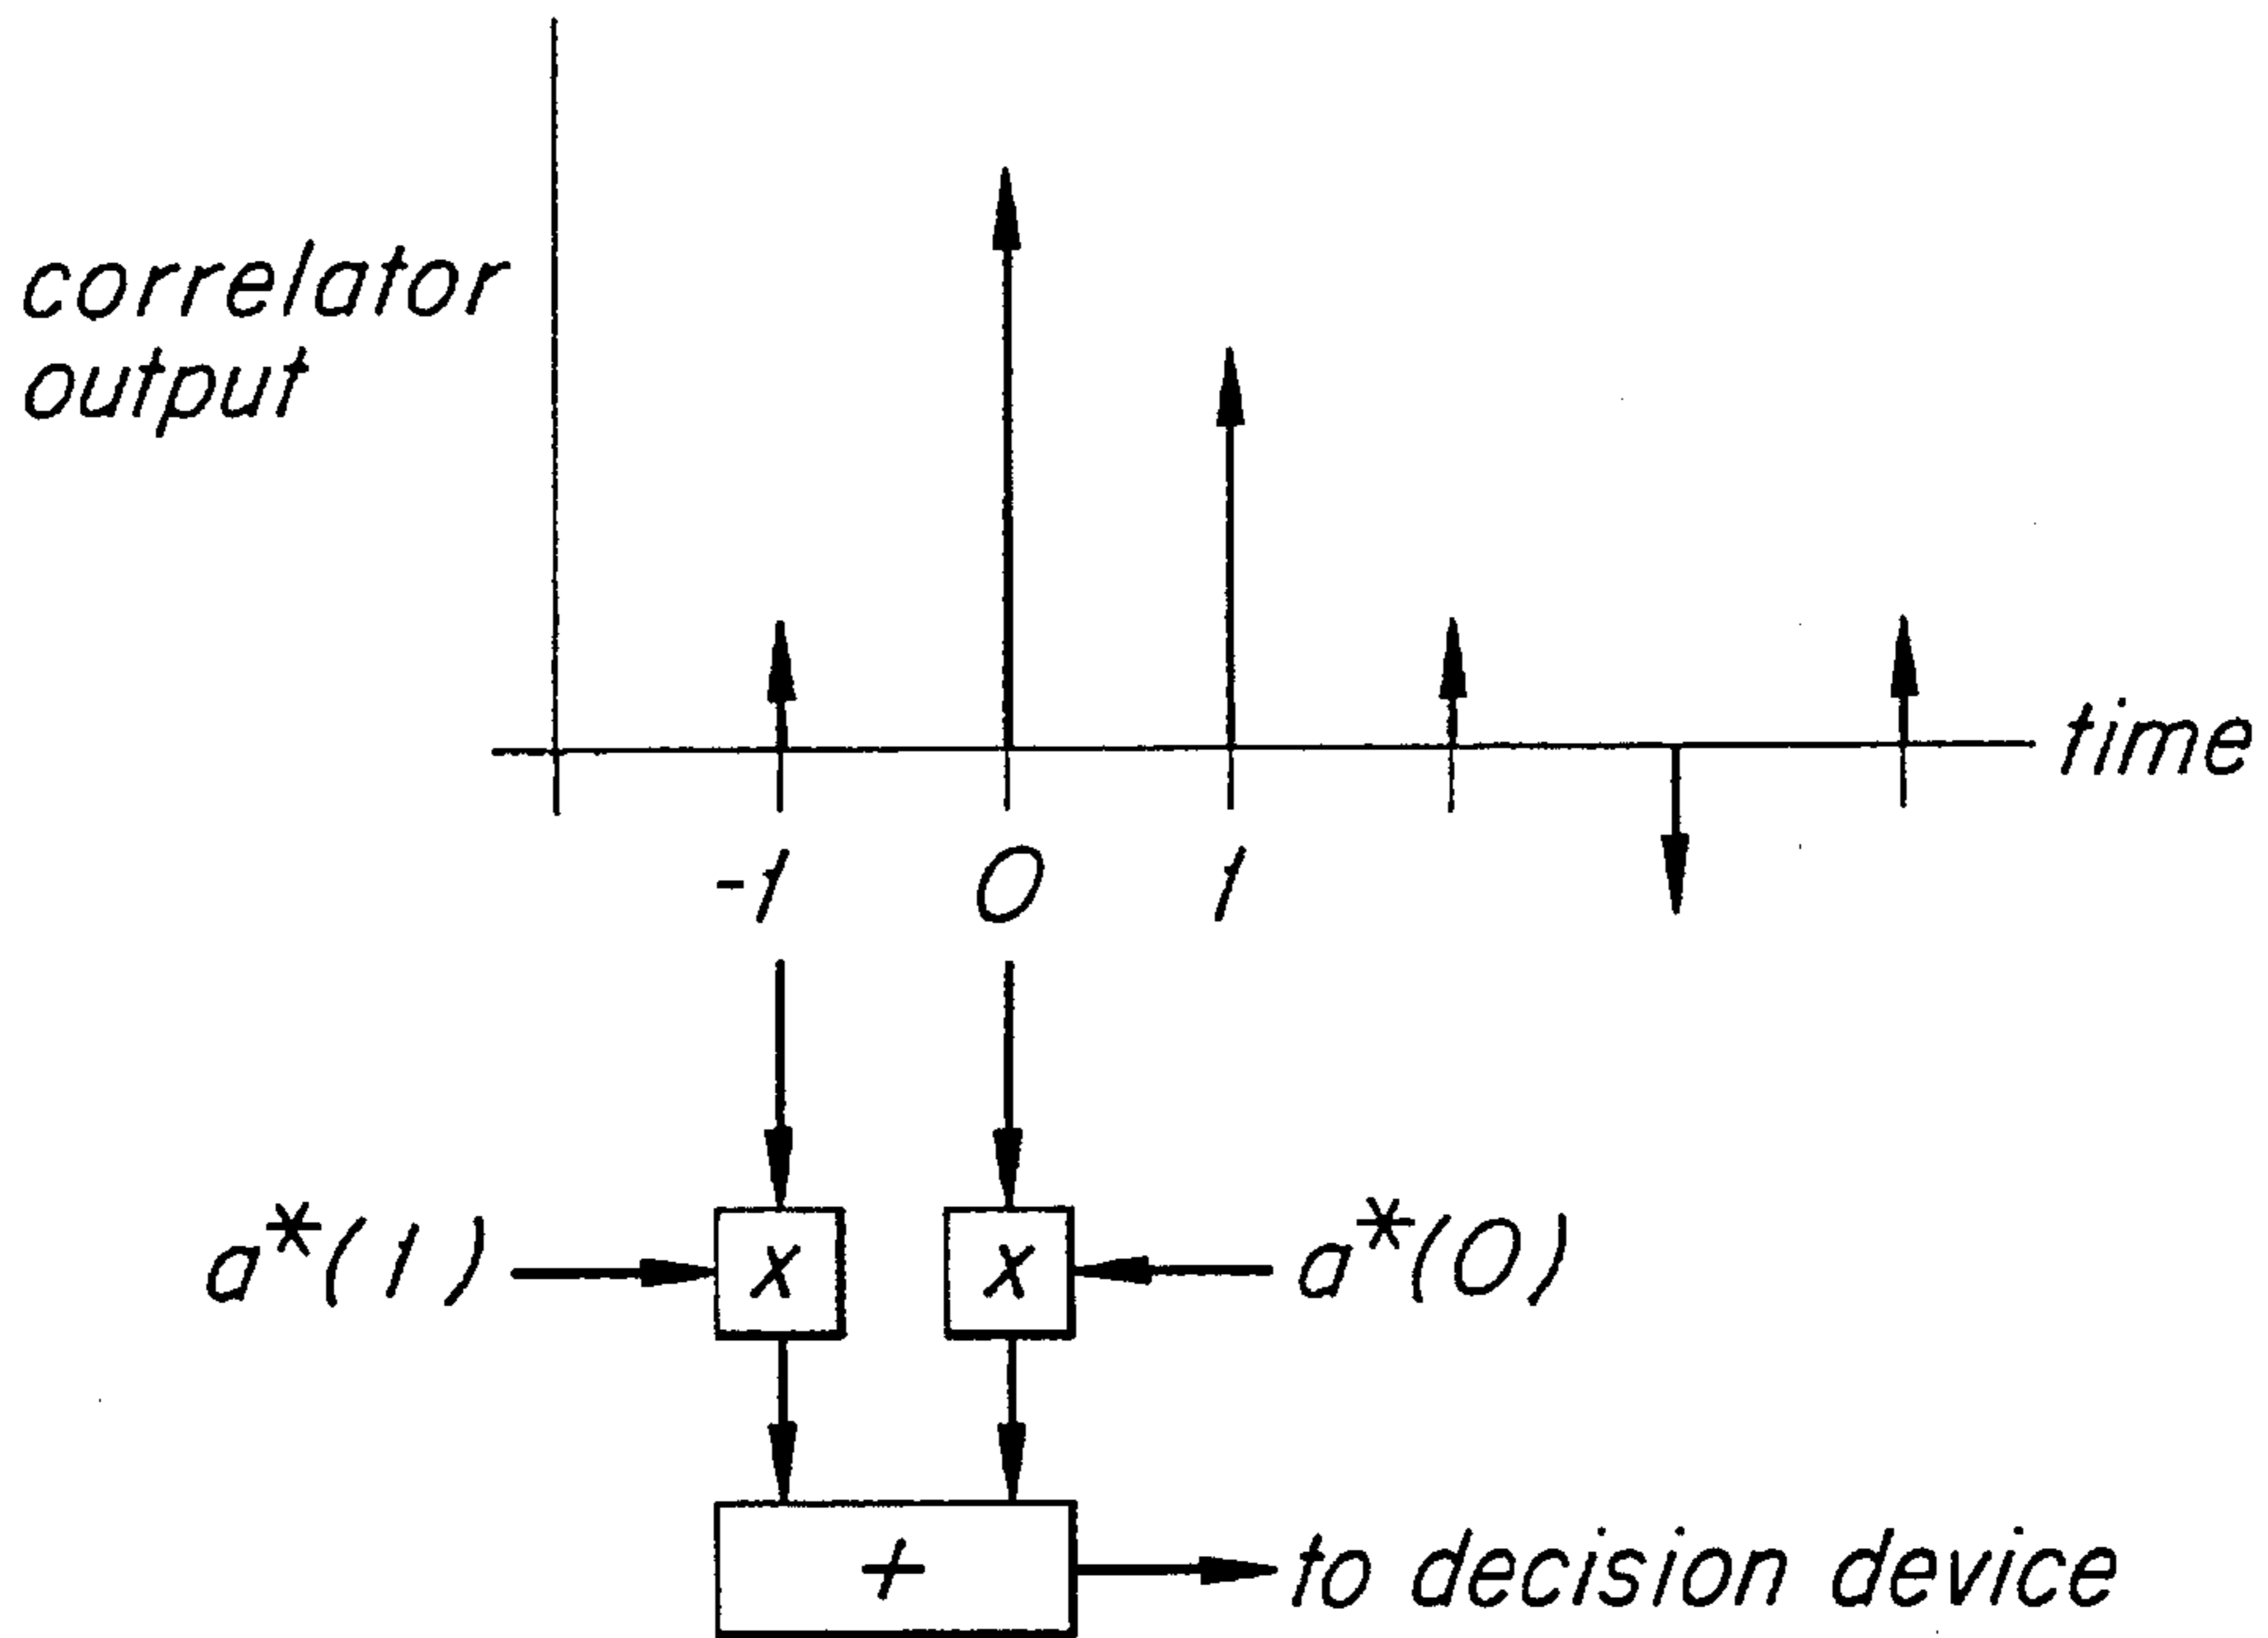 correlator
output
time
-1 0 1
a*(1) x x a*(0)
+ to decision device